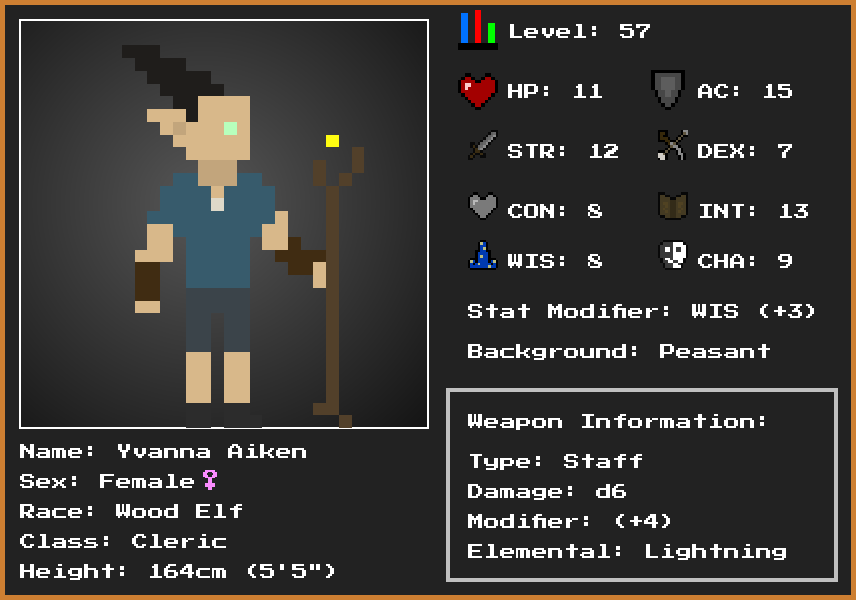 Level: 57
HP: 11
AC: 15
STR: 12
DEX: 7
CON: 8
INT: 13
WIS: 8
CHA: 9
Stat Modifier: WIS (+3)
Background: Peasant
Weapon Information:
Type: Staff
Damage: d6
Modifier: (+4)
Elemental: Lightning
Name: Yvanna Aiken
Sex: Female♀
Race: Wood Elf
Class: Cleric
Height: 164cm (5'5")